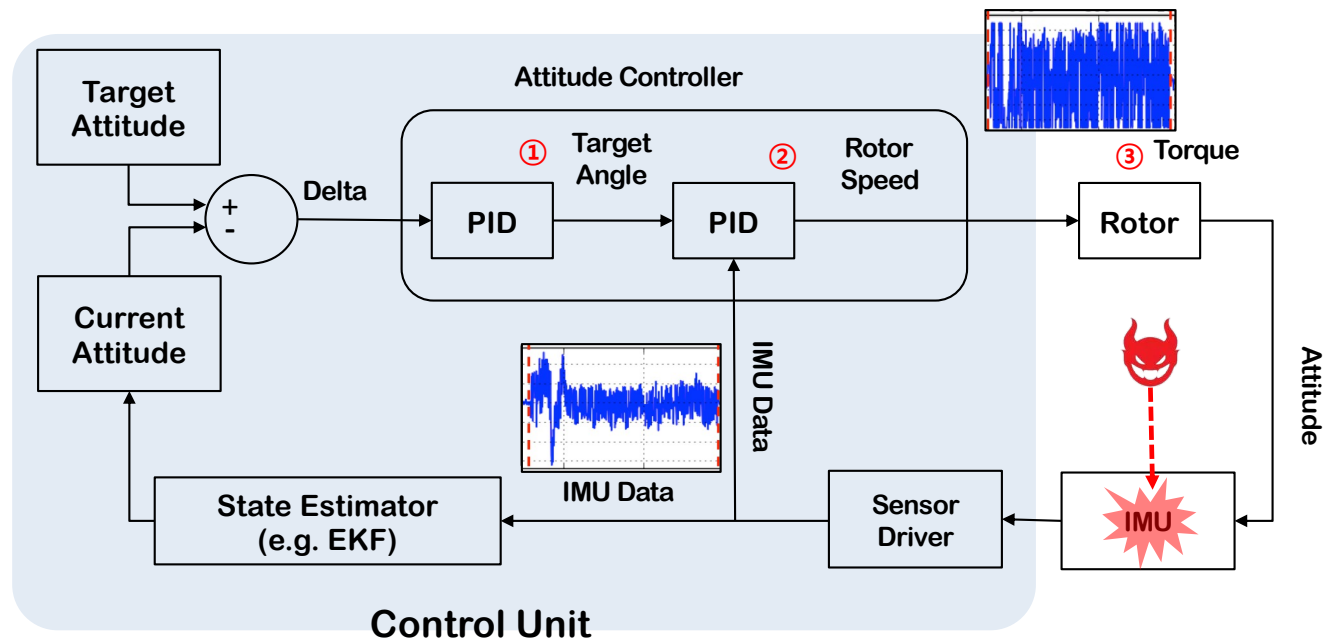 Attitude Controller
Target
Attitude
①
Target
Angle
②
Rotor
Speed
③ Torque
+
-
Delta
PID
PID
Rotor
Current
Attitude
IMU Data
Attitude
IMU Data
State Estimator
(e.g. EKF)
Sensor
Driver
IMU
Control Unit